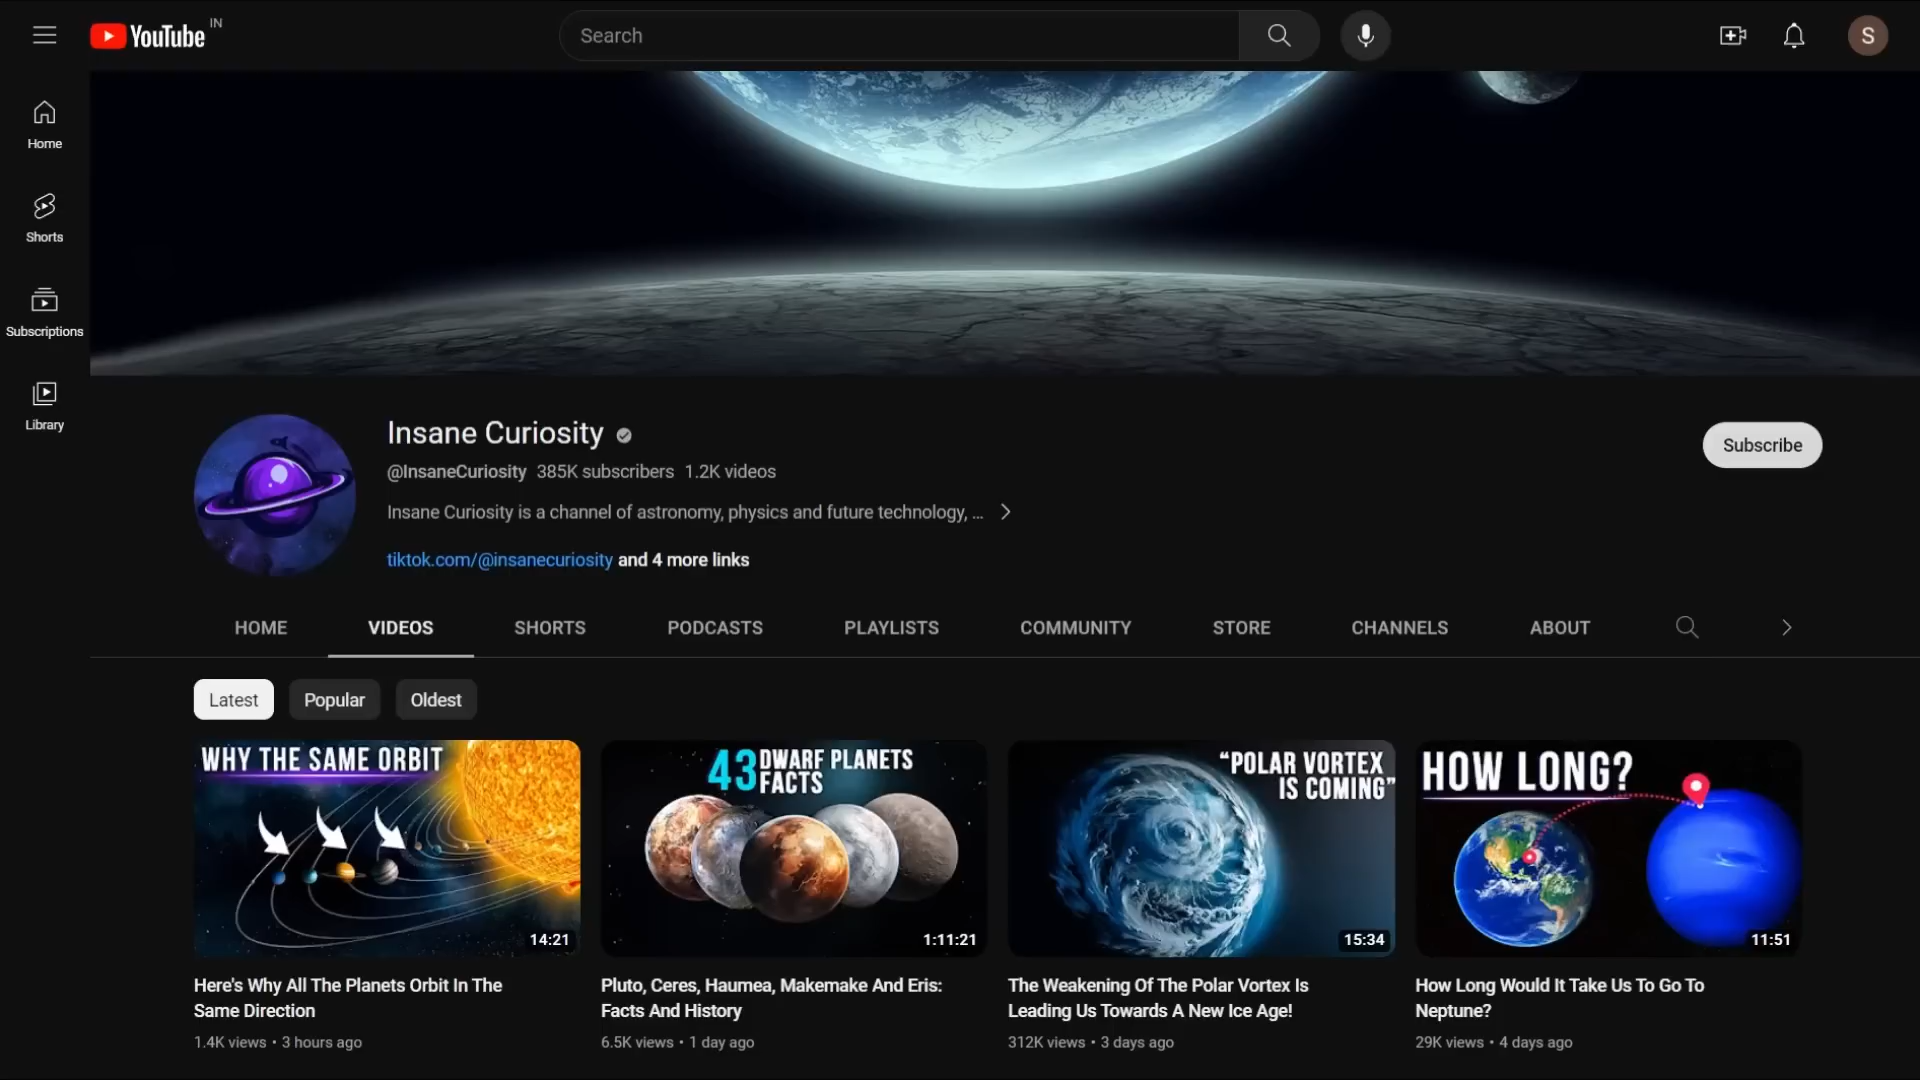 YouTube IN
Search
S
Home
Shorts
Subscriptions
Library
Insane Curiosity
@InsaneCuriosity 385K subscribers 1.2K videos
Insane Curiosity is a channel of astronomy, physics and future technology, ...
tiktok.com/@insanecuriosity and 4 more links
Subscribe
HOME VIDEOS SHORTS PODCASTS PLAYLISTS COMMUNITY STORE CHANNELS ABOUT
Latest Popular Oldest
WHY THE SAME ORBIT
14:21
Here's Why All The Planets Orbit In The
Same Direction
1.4K views • 3 hours ago
43 DWARF PLANETS
FACTS
1:11:21
Pluto, Ceres, Haumea, Makemake And Eris:
Facts And History
6.5K views • 1 day ago
“POLAR VORTEX
IS COMING”
15:34
The Weakening Of The Polar Vortex Is
Leading Us Towards A New Ice Age!
312K views • 3 days ago
HOW LONG?
11:51
How Long Would It Take Us To Go To
Neptune?
29K views • 4 days ago